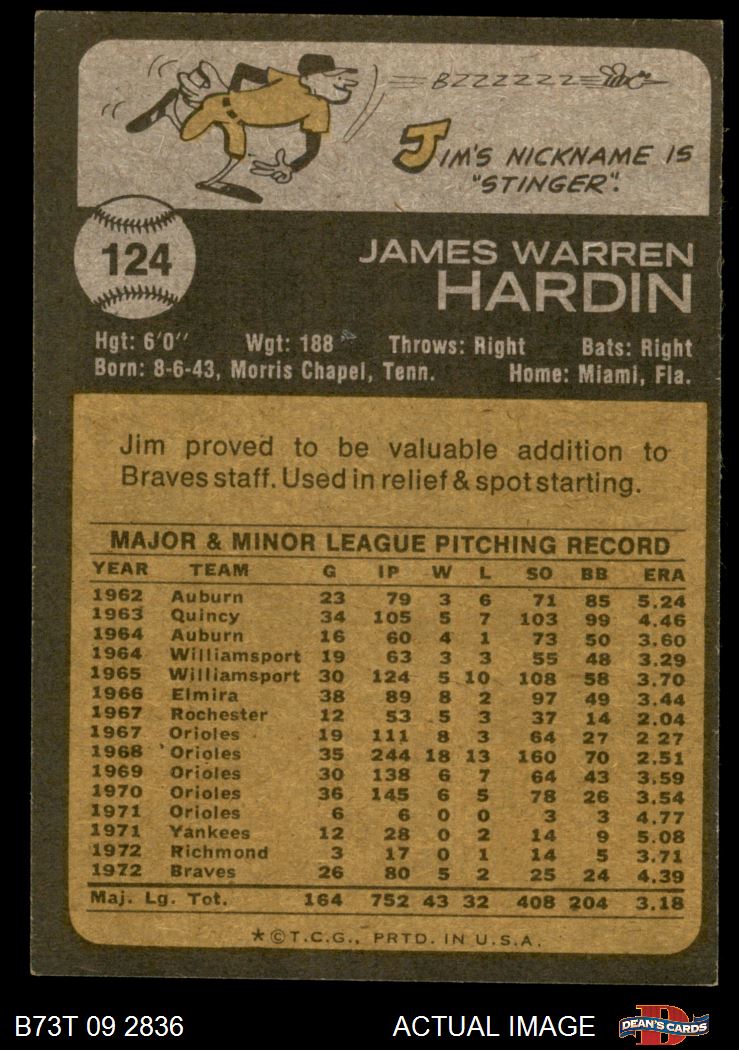 BZZZZZZZ
JIM'S NICKNAME IS
"STINGER".
124
JAMES WARREN
HARDIN
Hgt: 6'0" Wgt: 188 Throws: Right Bats: Right
Born: 8-6-43, Morris Chapel, Tenn. Home: Miami, Fla.
Jim proved to be valuable addition to
Braves staff. Used in relief & spot starting.
MAJOR & MINOR LEAGUE PITCHING RECORD
YEAR TEAM G IP W L SO BB ERA
1962 Auburn 23 79 3 6 71 85 5.24
1963 Quincy 34 105 5 7 103 99 4.46
1964 Auburn 16 60 4 1 73 50 3.60
1964 Williamsport 19 63 3 3 55 48 3.29
1965 Williamsport 30 124 5 10 108 58 3.70
1966 Elmira 38 89 8 2 97 49 3.44
1967 Rochester 12 53 5 3 37 14 2.04
1967 Orioles 19 111 8 3 64 27 2 27
1968 Orioles 35 244 18 13 160 70 2.51
1969 Orioles 30 138 6 7 64 43 3.59
1970 Orioles 36 145 6 5 78 26 3.54
1971 Orioles 6 6 0 0 3 3 4.77
1971 Yankees 12 28 0 2 14 9 5.08
1972 Richmond 3 17 0 1 14 5 3.71
1972 Braves 26 80 5 2 25 24 4.39
Maj. Lg. Tot. 164 752 43 32 408 204 3.18
★©T.C.G., PRTD. IN U.S.A.
B73T 09 2836 ACTUAL IMAGE D DEAN'S CARDS